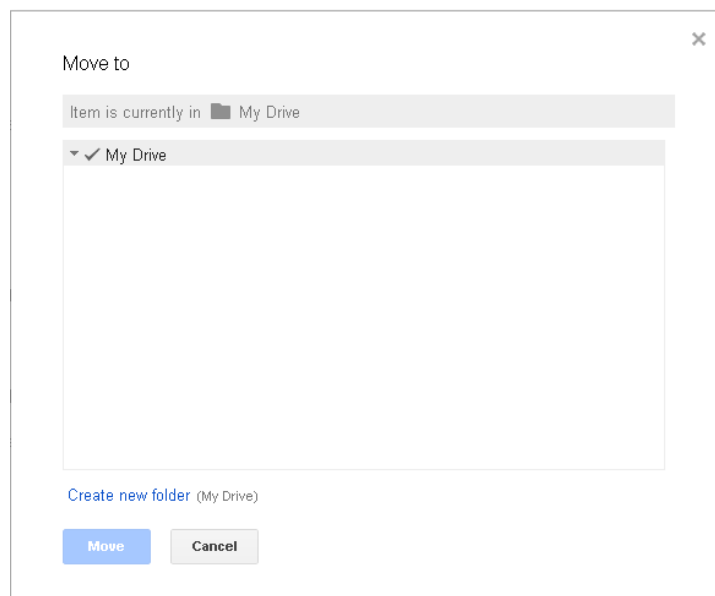 Move to
Item is currently in My Drive
My Drive
Create new folder (My Drive)
Move Cancel